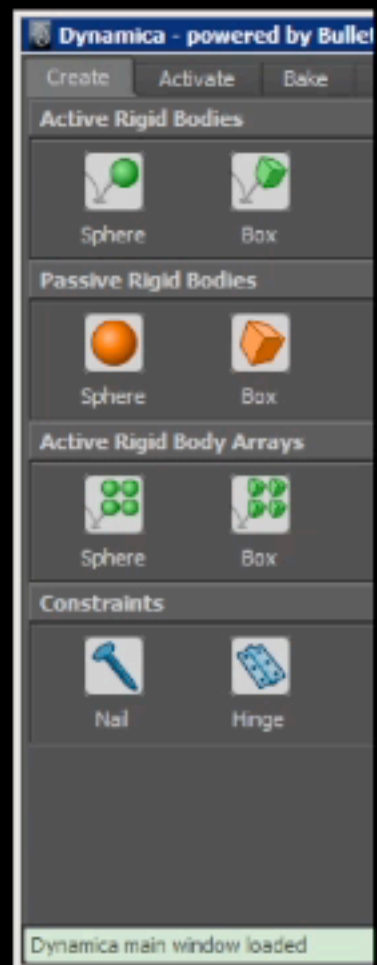 Dynamica - powered by Bullet
Create Activate Bake
Active Rigid Bodies
Sphere Box
Passive Rigid Bodies
Sphere Box
Active Rigid Body Arrays
Sphere Box
Constraints
Nail Hinge
Dynamica main window loaded